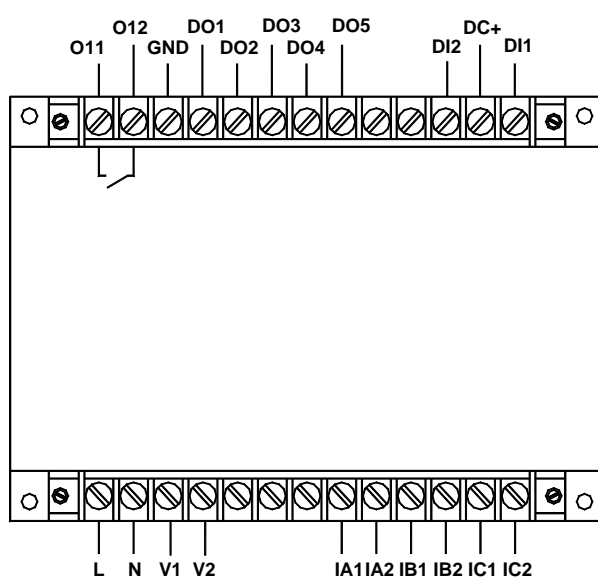 O12 DO1 DO3 DO5 DC+
O11 GND DO2 DO4 DI2 DI1
L N V1 V2 IA1 IA2 IB1 IB2 IC1 IC2